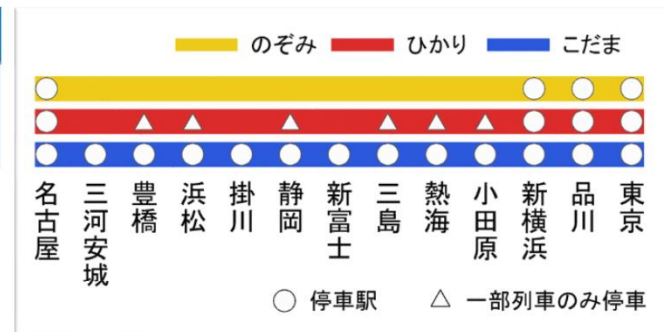 のぞみ ひかり こだま
名古屋
三河安城
豊橋
浜松
掛川
静岡
新富士
三島
熱海
小田原
新横浜
品川
東京
○ 停車駅 △ 一部列車のみ停車